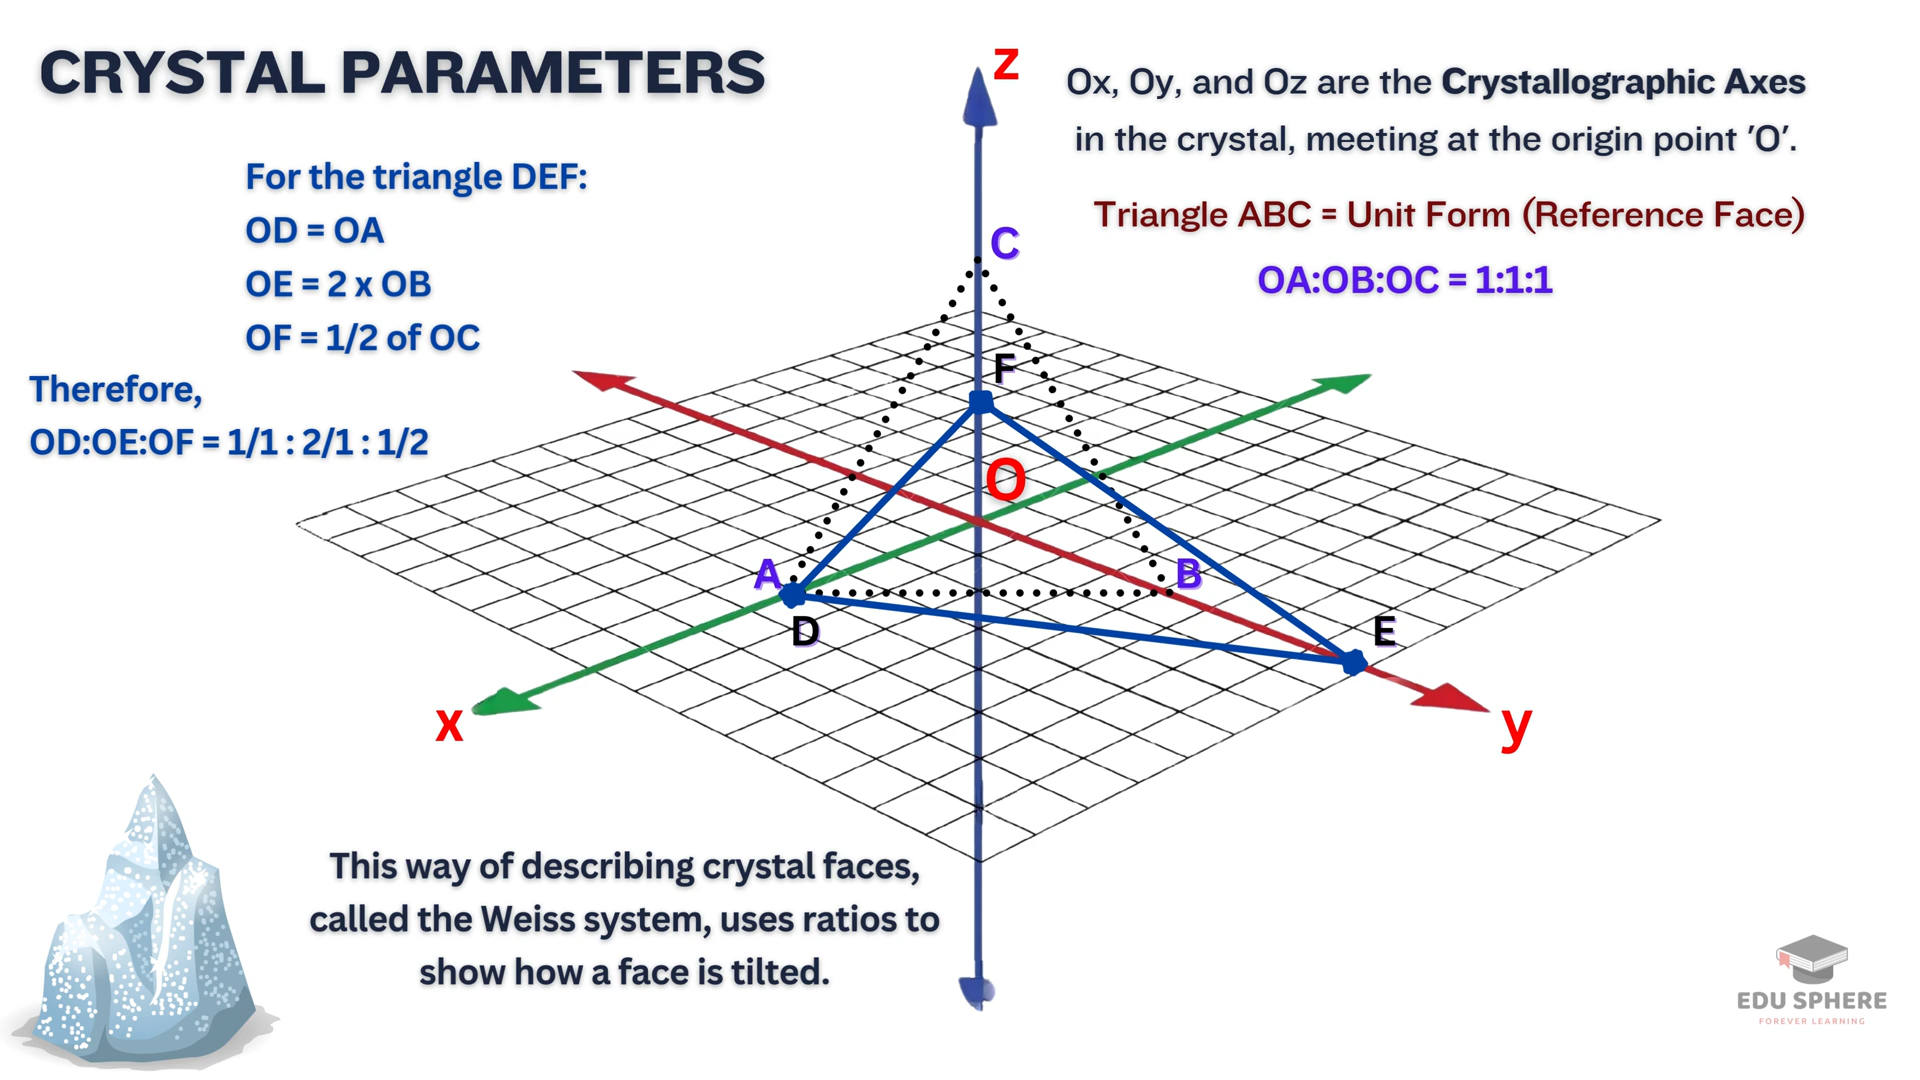 CRYSTAL PARAMETERS
For the triangle DEF:
OD = OA
OE = 2 x OB
OF = 1/2 of OC
Therefore,
OD:OE:OF = 1/1 : 2/1 : 1/2
z
Ox, Oy, and Oz are the Crystallographic Axes
in the crystal, meeting at the origin point 'O'.
Triangle ABC = Unit Form (Reference Face)
OA:OB:OC = 1:1:1
C
F
O
A
B
D
E
x
y
This way of describing crystal faces,
called the Weiss system, uses ratios to
show how a face is tilted.
EDU SPHERE
FOREVER LEARNING